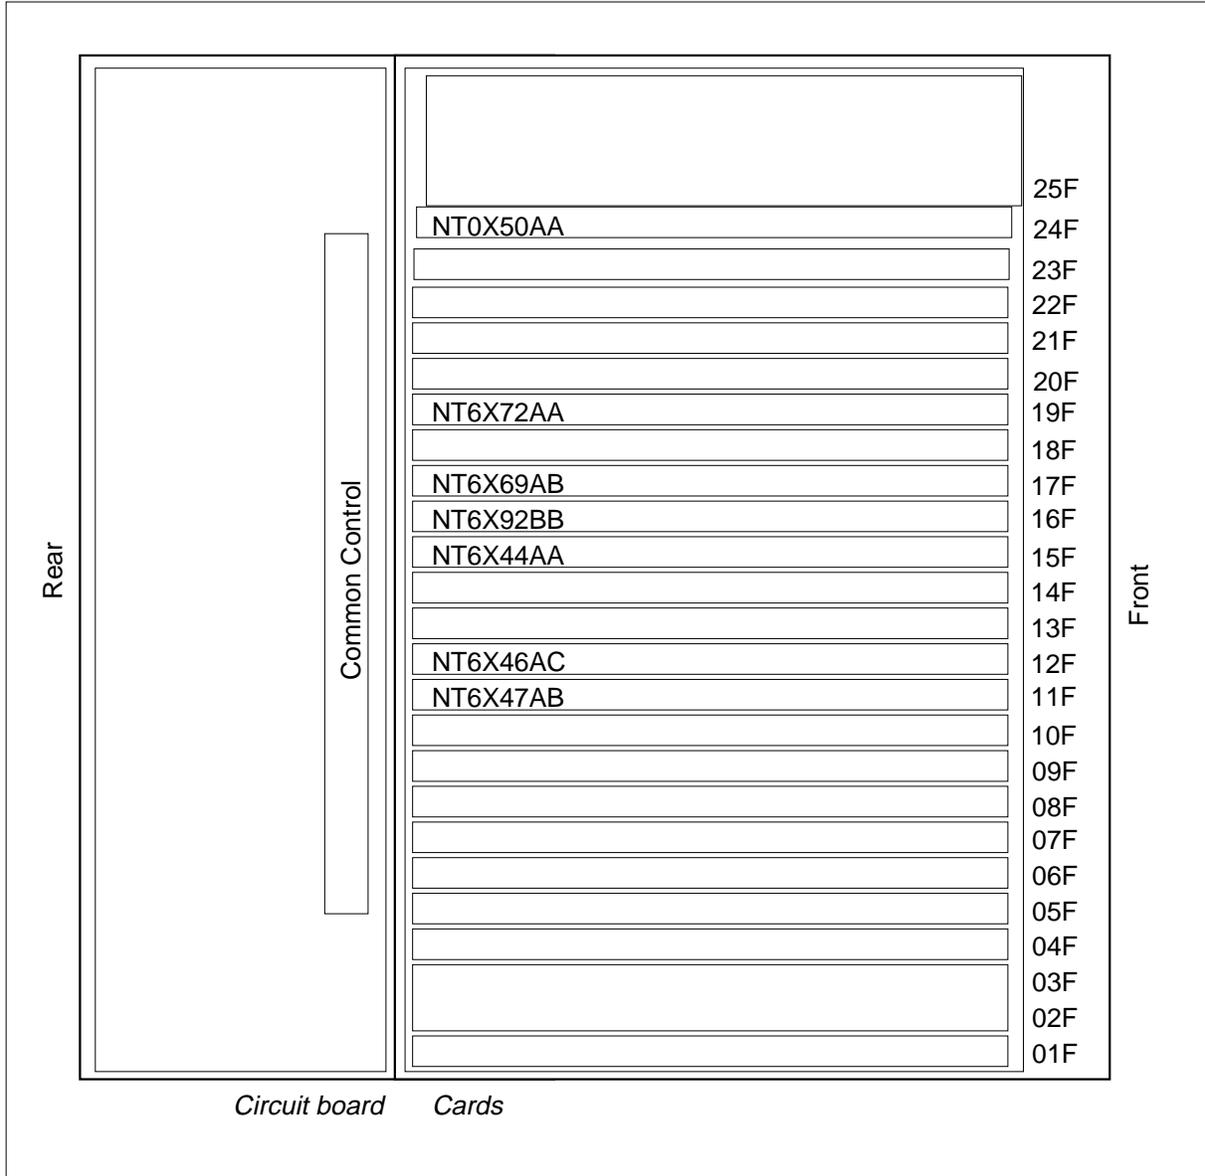 25F
NT0X50AA 24F
23F
22F
21F
20F
NT6X72AA 19F
18F
NT6X69AB 17F
NT6X92BB 16F
NT6X44AA 15F
14F
13F
NT6X46AC 12F
NT6X47AB 11F
10F
09F
08F
07F
06F
05F
04F
03F
02F
01F
Rear
Common Control
Front
Circuit board Cards